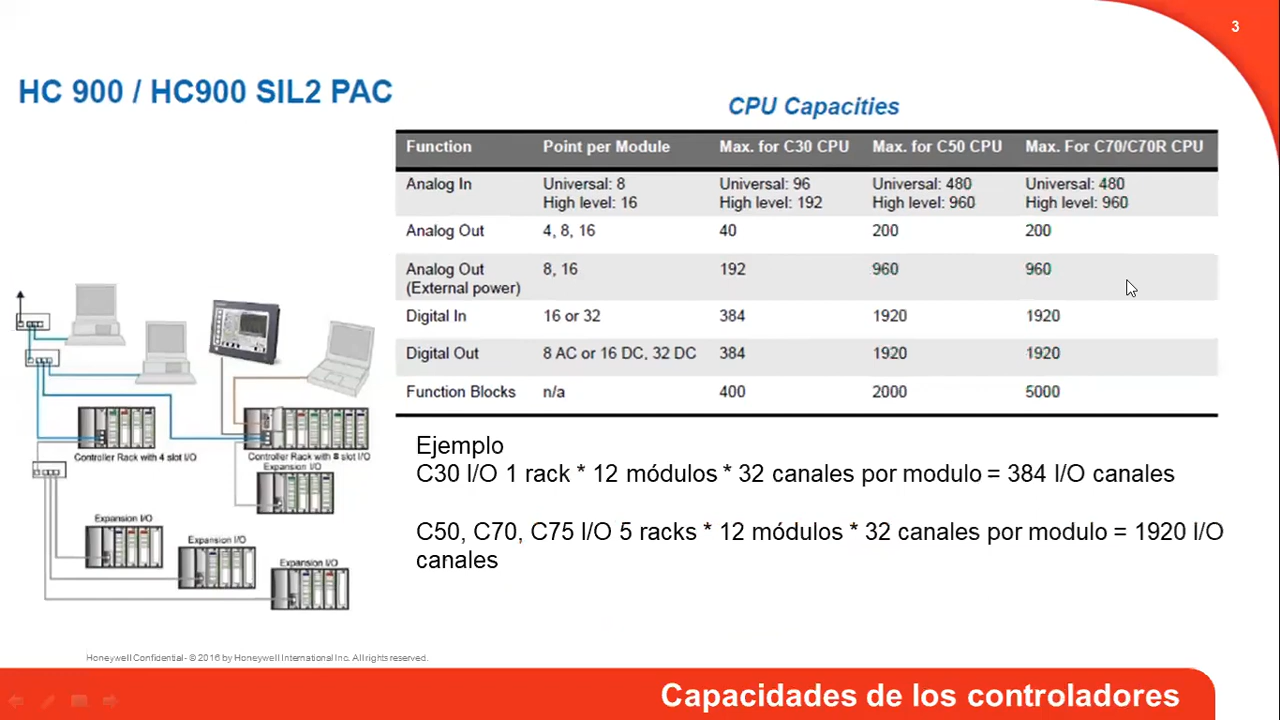 3
HC 900 / HC900 SIL2 PAC
CPU Capacities
Function Point per Module Max. for C30 CPU Max. for C50 CPU Max. For C70/C70R CPU
Analog In Universal: 8 Universal: 96 Universal: 480 Universal: 480
High level: 16 High level: 192 High level: 960 High level: 960
Analog Out 4, 8, 16 40 200 200
Analog Out 8, 16 192 960 960
(External power)
Digital In 16 or 32 384 1920 1920
Digital Out 8 AC or 16 DC, 32 DC 384 1920 1920
Function Blocks n/a 400 2000 5000
Controller Rack with 4 slot I/O
Controller Rack with 8 slot I/O
Expansion I/O
Expansion I/O
Expansion I/O
Expansion I/O
Ejemplo
C30 I/O 1 rack * 12 módulos * 32 canales por modulo = 384 I/O canales
C50, C70, C75 I/O 5 racks * 12 módulos * 32 canales por modulo = 1920 I/O
canales
Honeywell Confidential - © 2016 by Honeywell International Inc. All rights reserved.
Capacidades de los controladores